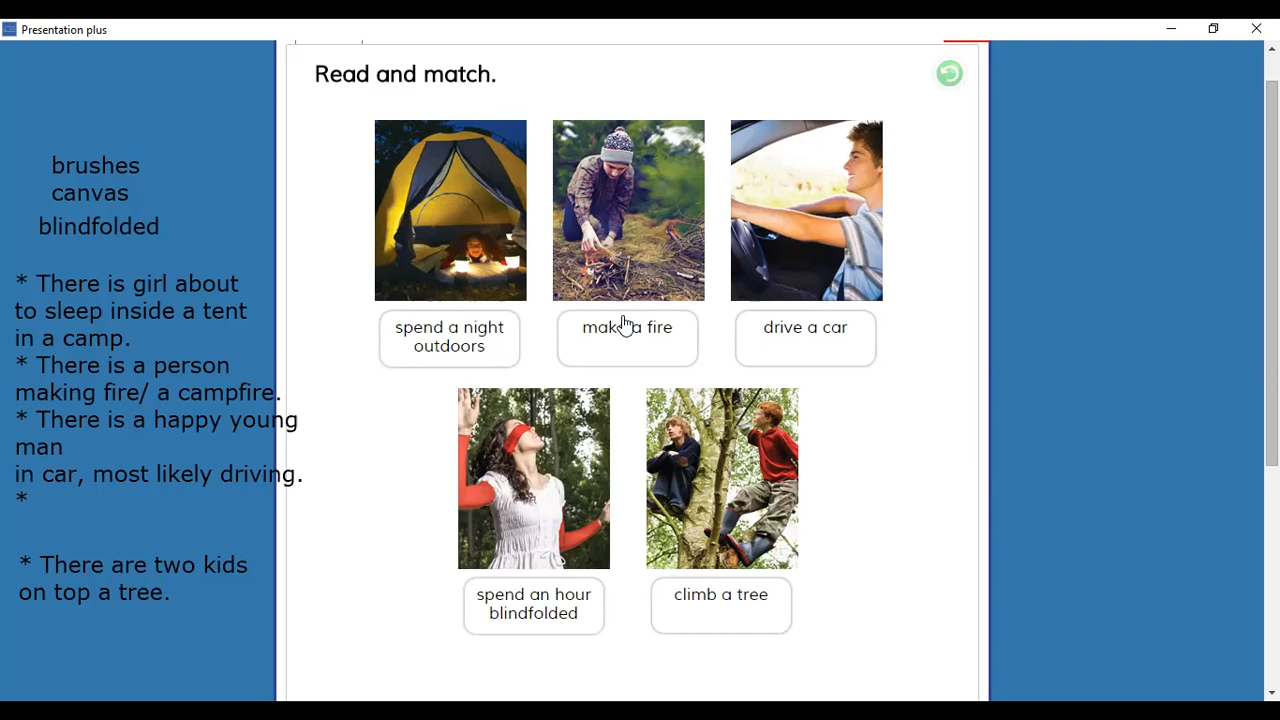 Presentation plus
Read and match.
brushes
canvas
blindfolded
* There is girl about
to sleep inside a tent
in a camp.
* There is a person
making fire/ a campfire.
* There is a happy young
man
in car, most likely driving.
*
* There are two kids
on top a tree.
spend a night
outdoors
make a fire
drive a car
spend an hour
blindfolded
climb a tree